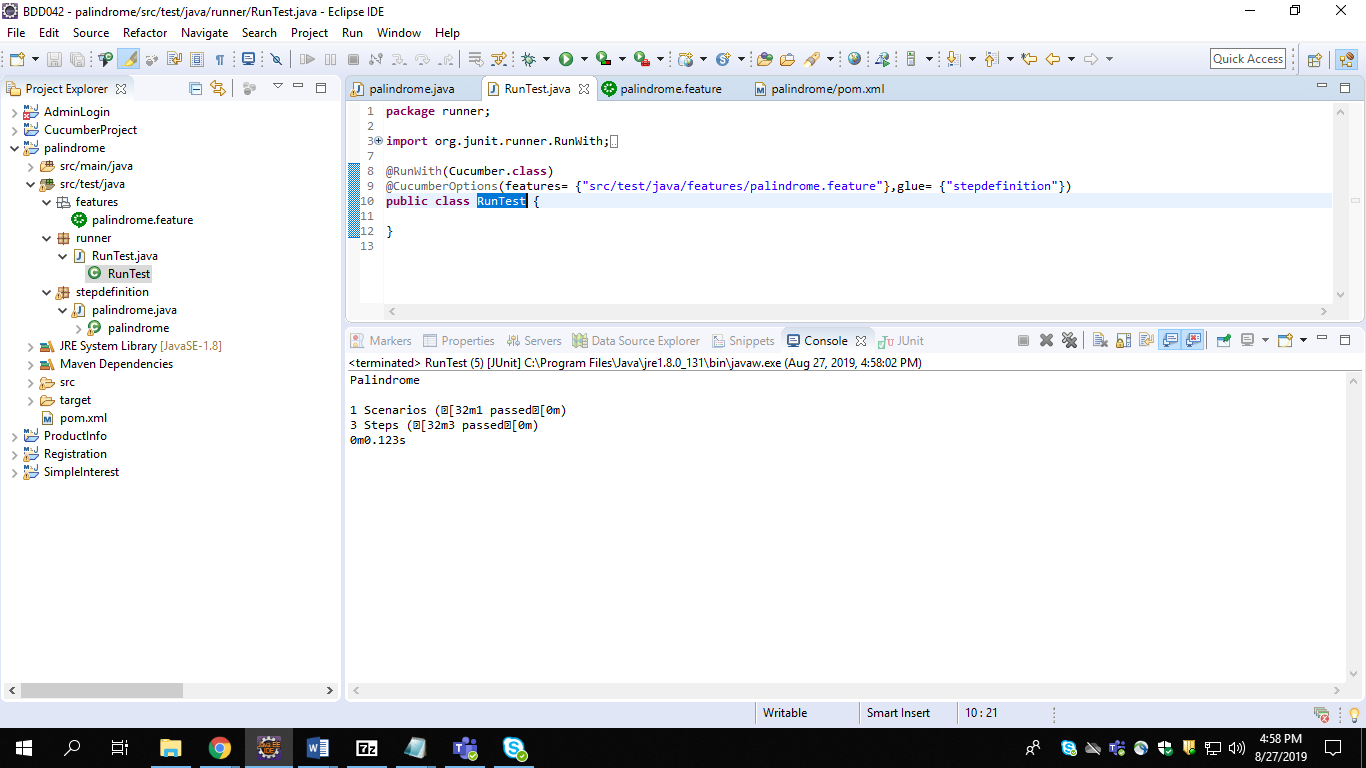 BDD042 - palindrome/src/test/java/runner/RunTest.java - Eclipse IDE
File Edit Source Refactor Navigate Search Project Run Window Help
Quick Access
Project Explorer
AdminLogin
CucumberProject
palindrome
src/main/java
src/test/java
features
palindrome.feature
runner
RunTest.java
RunTest
stepdefinition
palindrome.java
palindrome
JRE System Library [JavaSE-1.8]
Maven Dependencies
src
target
pom.xml
ProductInfo
Registration
SimpleInterest
palindrome.java RunTest.java palindrome.feature palindrome/pom.xml
1 package runner;
2
3 import org.junit.runner.RunWith;
7
8 @RunWith(Cucumber.class)
9 @CucumberOptions(features= {"src/test/java/features/palindrome.feature"},glue= {"stepdefinition"})
10 public class RunTest {
11
12 }
13
Markers Properties Servers Data Source Explorer Snippets Console JUnit
<terminated> RunTest (5) [JUnit] C:\Program Files\Java\jre1.8.0_131\bin\javaw.exe (Aug 27, 2019, 4:58:02 PM)
Palindrome
1 Scenarios ([32m1 passed[0m)
3 Steps ([32m3 passed[0m)
0m0.123s
Writable Smart Insert 10 : 21
4:58 PM
8/27/2019